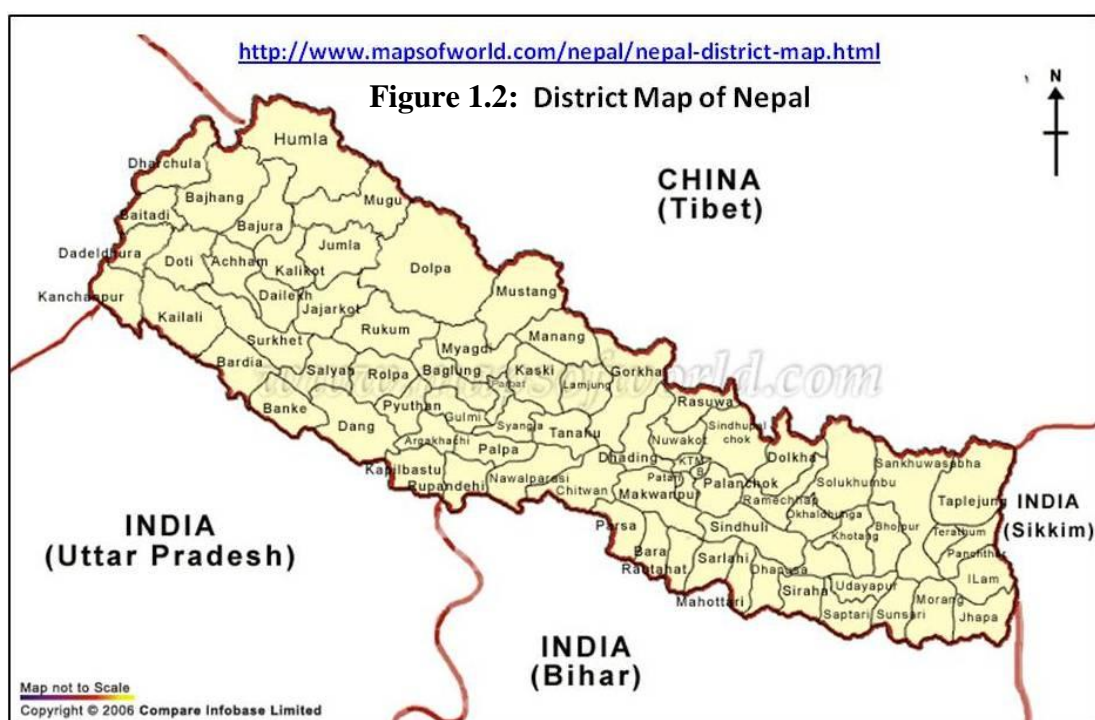 http://www.mapsofworld.com/nepal/nepal-district-map.html
Figure 1.2: District Map of Nepal
N
CHINA
(Tibet)
Humla
Dharchula
Bajhang
Mugu
Baitadi
Bajura
Jumla
Dadeldhura
Doti
Achham
Kalikot
Dolpa
Mustang
Kanchanpur
Kailali
Dailekh
Jajarkot
Rukum
Manang
Surkhet
Myagdi
Bardia
Salyan
Rolpa
Baglung
Parbat
Kaski
Lamjung
Gorkha
www.mapsofworld.com
Rasuwa
Banke
Dang
Pyuthan
Gulmi
Syangja
Tanahu
Nuwakot
Sindhupal
chok
Argakhachi
Palpa
Dhading
KTM
B
Dolkha
Sankhuwasabha
Kapilbastu
Rupandehi
Nawalparasi
Chitwan
Patan
Makwanpur
Palanchok
Ramechhap
Solukhumbu
Taplejung
INDIA
(Sikkim)
Okhaldhunga
Khotang
Bhojpur
Terathum
Panchthar
Parsa
Bara
Rautahat
Sarlahi
Sindhuli
Dhanusa
Mahottari
Siraha
Udayapur
Saptari
Sunsari
Morang
ILam
Jhapa
INDIA
(Uttar Pradesh)
INDIA
(Bihar)
Map not to Scale
Copyright © 2006 Compare Infobase Limited